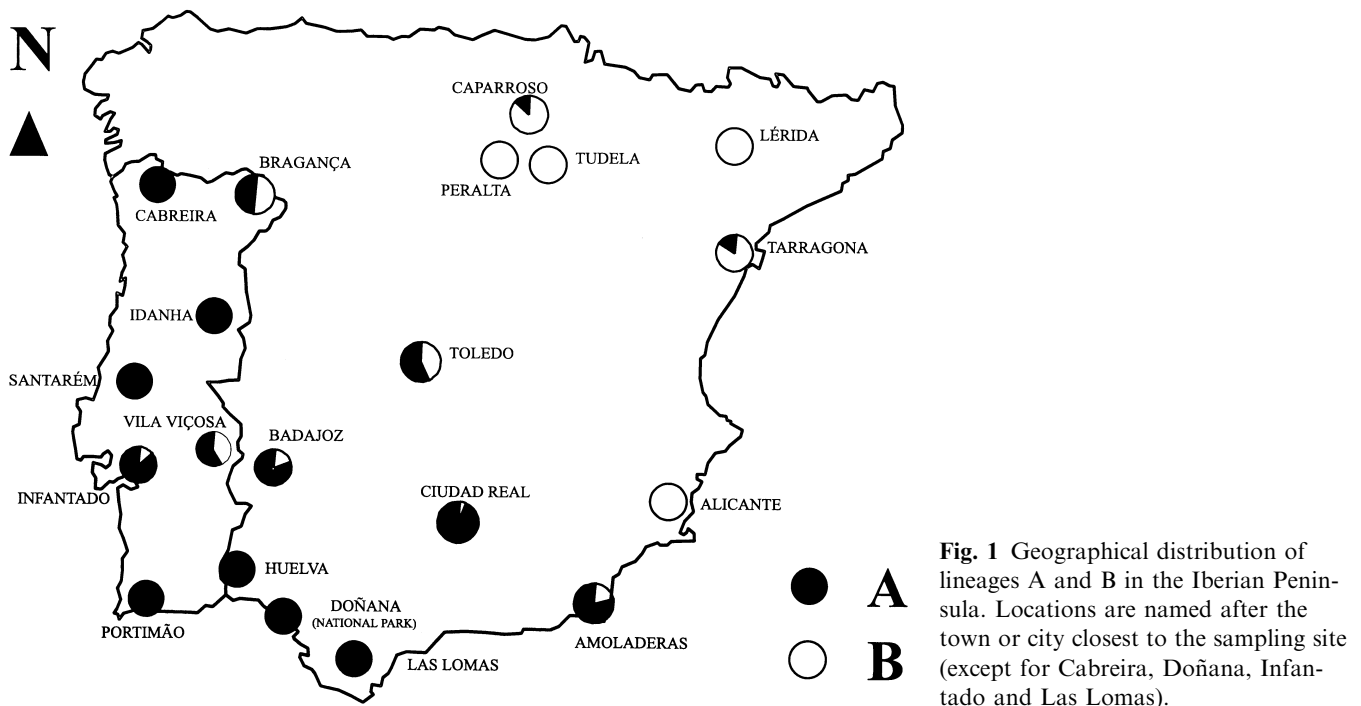 N
CAPARROSO
LÉRIDA
TUDELA
PERALTA
BRAGANÇA
CABREIRA
TARRAGONA
IDANHA
TOLEDO
SANTARÉM
VILA VIÇOSA
BADAJOZ
INFANTADO
CIUDAD REAL
ALICANTE
HUELVA
DOÑANA
(NATIONAL PARK)
PORTIMÃO
LAS LOMAS
AMOLADERAS
A
B
Fig. 1 Geographical distribution of
lineages A and B in the Iberian Penin-
sula. Locations are named after the
town or city closest to the sampling site
(except for Cabreira, Doñana, Infan-
tado and Las Lomas).